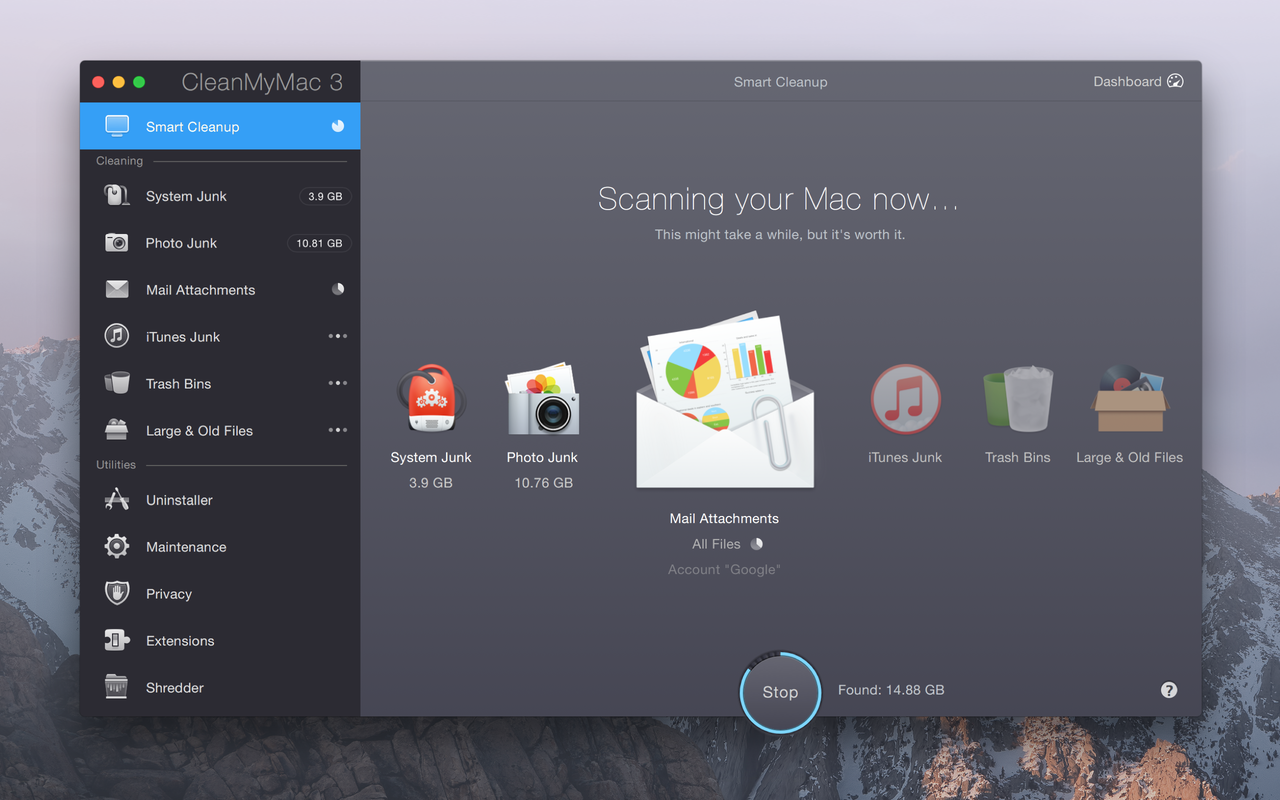 CleanMyMac 3
Smart Cleanup
Dashboard
Smart Cleanup
Cleaning
System Junk 3.9 GB
Photo Junk 10.81 GB
Mail Attachments
iTunes Junk
Trash Bins
Large & Old Files
Utilities
Uninstaller
Maintenance
Privacy
Extensions
Shredder
Scanning your Mac now...
This might take a while, but it's worth it.
System Junk
3.9 GB
Photo Junk
10.76 GB
Mail Attachments
All Files
Account "Google"
iTunes Junk
Trash Bins
Large & Old Files
Stop
Found: 14.88 GB
?